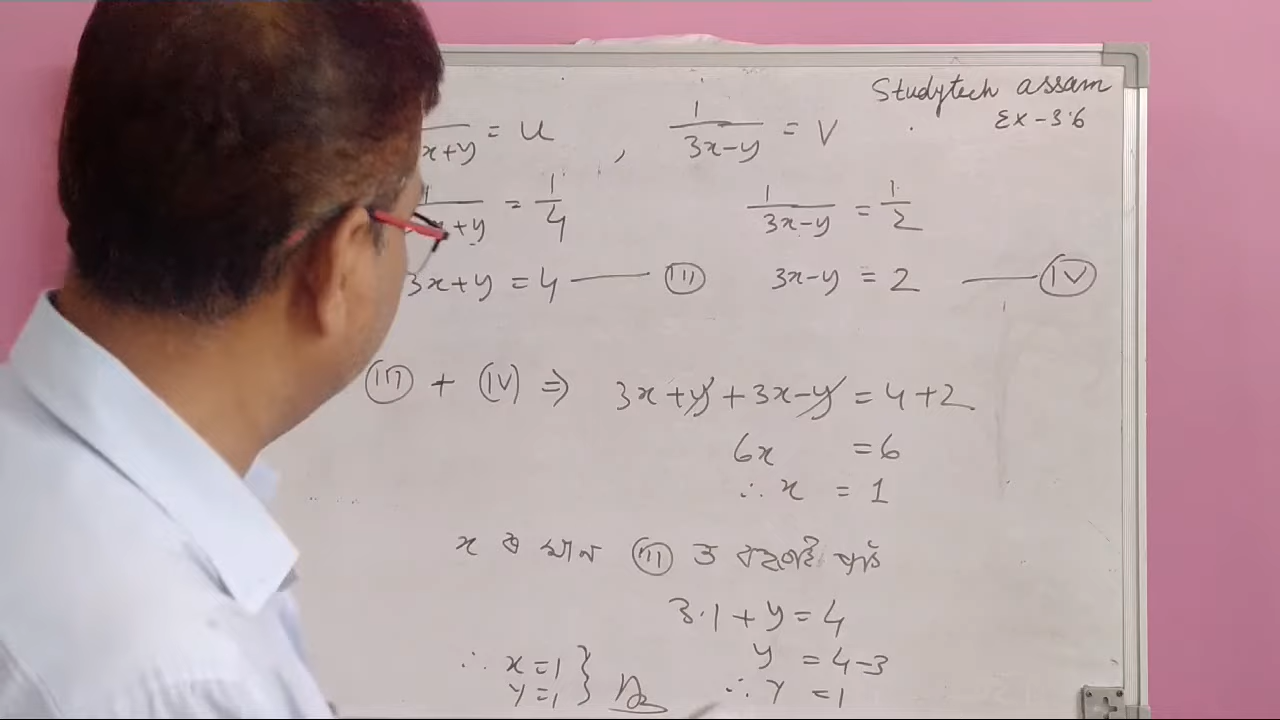 Studytech assam
Ex-3.6
x+y = u , 1/(3x-y) = v
1/( +y) = 1/4 1/(3x-y) = 1/2
3x+y = 4 —— (III) 3x-y = 2 —— (IV)
(III) + (IV) ⇒ 3x+y+3x-y = 4+2
6x = 6
∴ x = 1
x ৰ মান (III) ত বহুৱাই পাওঁ
3·1 + y = 4
y = 4-3
∴ x=1 } ∴ y = 1
y=1